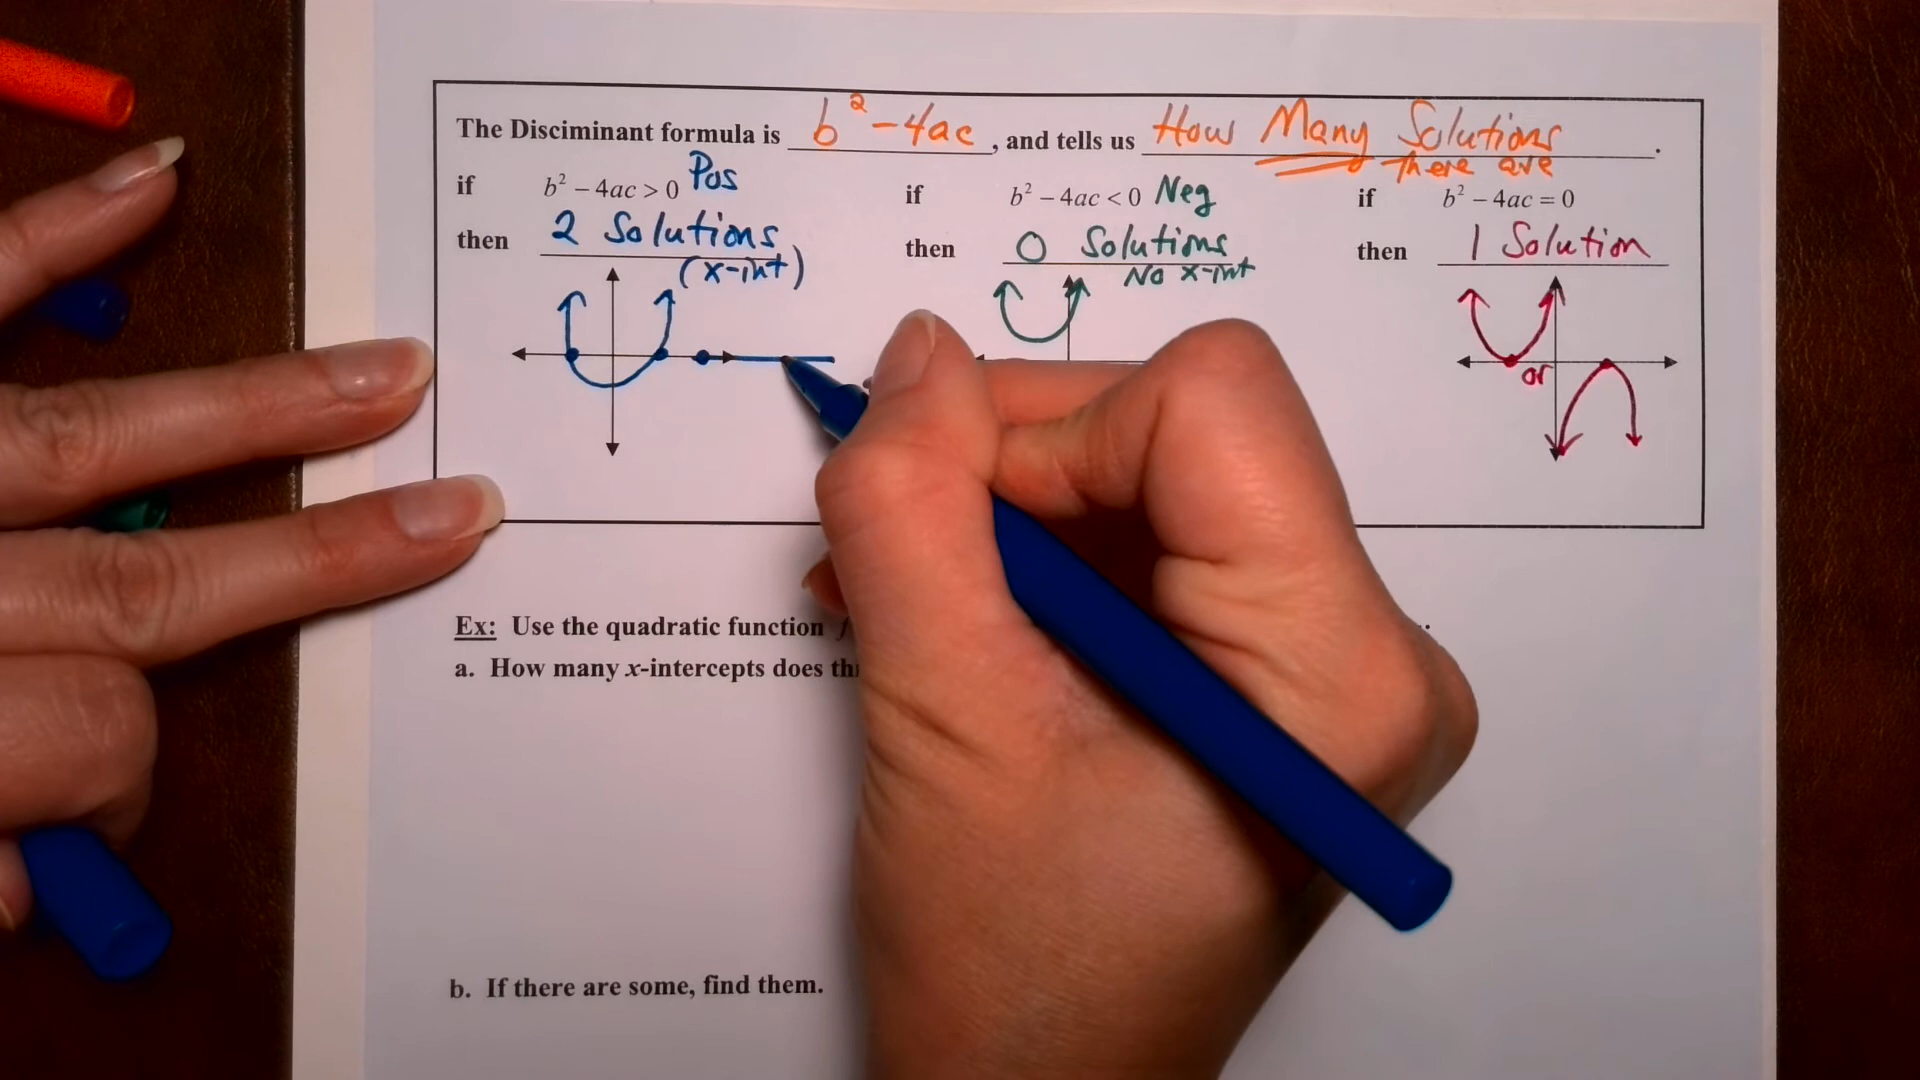 The Disciminant formula is b² – 4ac, and tells us How Many Solutions.
There are
if b² – 4ac > 0 Pos
then 2 Solutions
(x-int)
if b² – 4ac < 0 Neg
then 0 Solutions
No x-int
if b² – 4ac = 0
then 1 Solution
or
Ex: Use the quadratic function
a. How many x-intercepts does
b. If there are some, find them.